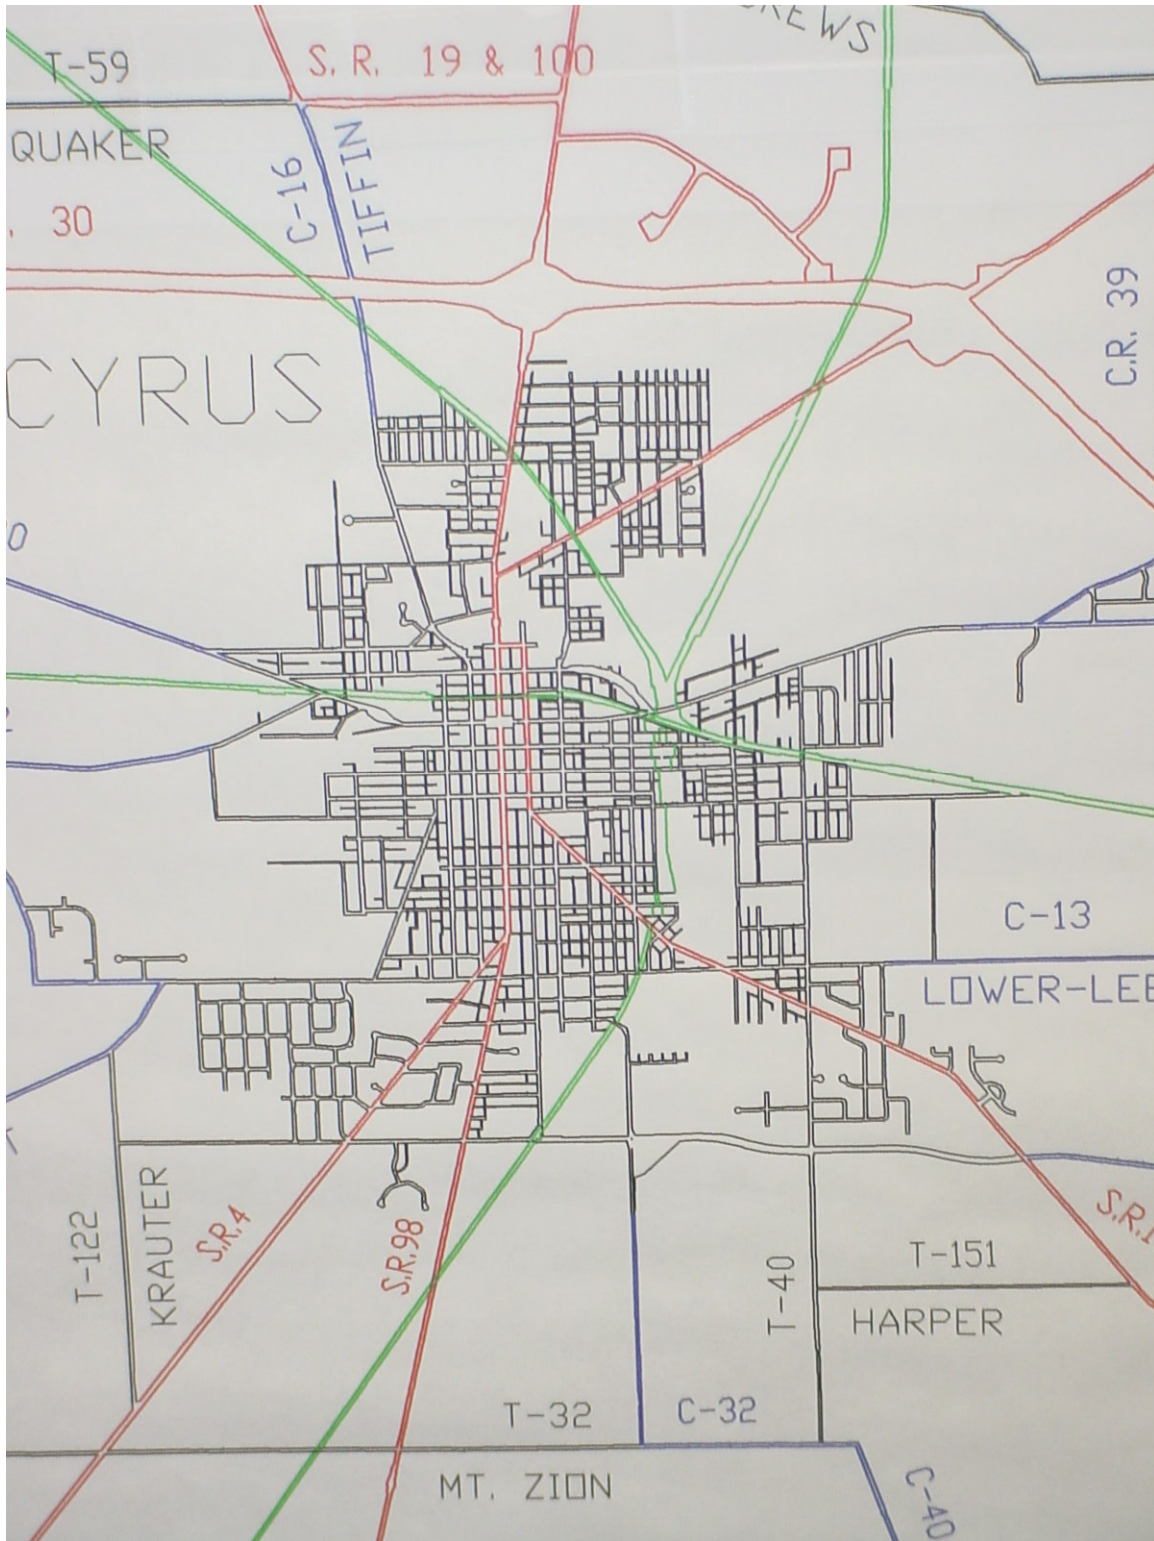 T-59
S. R. 19 & 100
QUAKER
C-16
TIFFIN
. 30
C.R. 39
CYRUS
C-13
LOWER-LEE
T-122
KRAUTER
S.R.4
S.R.98
T-40
T-151
HARPER
S.R.1
T-32
C-32
MT. ZION
C-40